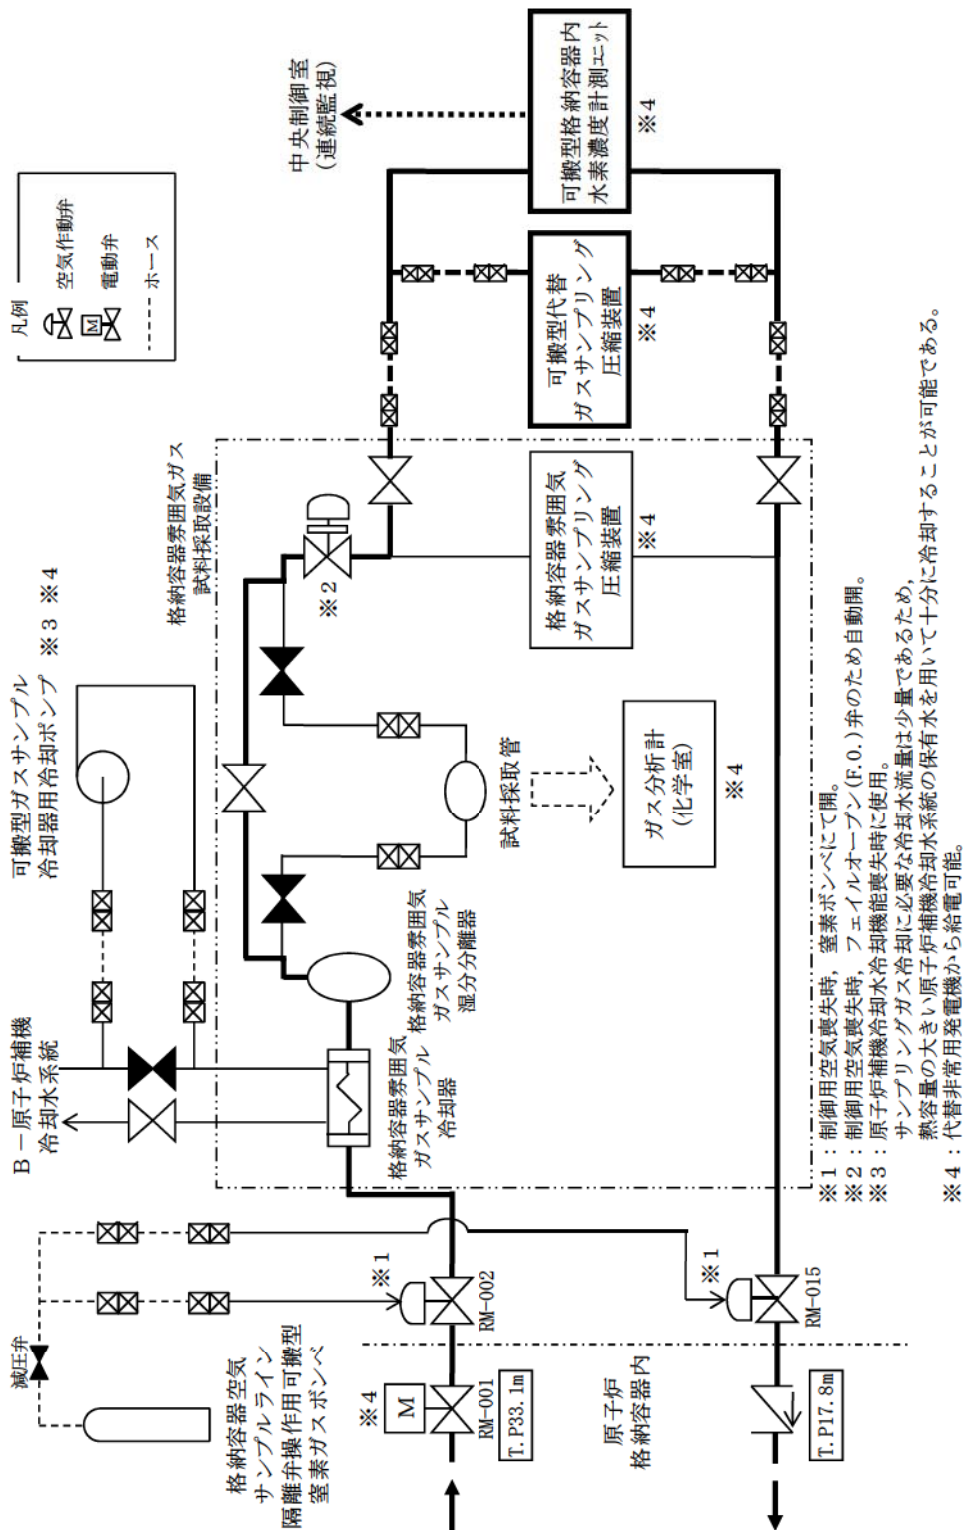 凡例
空気作動弁
M
電動弁
ホース
格納容器空気
サンプルライン
隔離弁操作用可搬型
窒素ガスボンベ
減圧弁
B－原子炉補機
冷却水系統
可搬型ガスサンプル
冷却器用冷却ポンプ ※3 ※4
格納容器雰囲気ガス
試料採取設備
中央制御室
(連続監視)
※4
M
RM-001
T.P33.1m
※1
RM-002
格納容器雰囲気
ガスサンプル
冷却器
格納容器雰囲気
ガスサンプル
湿分分離器
※2
試料採取管
ガス分析計
(化学室)
※4
格納容器雰囲気
ガスサンプリング
圧縮装置
※4
可搬型代替
ガスサンプリング
圧縮装置
※4
可搬型格納容器内
水素濃度計測ユニット
※4
原子炉
格納容器内
T.P17.8m
※1
RM-015
※1：制御用空気喪失時，窒素ボンベにて開。
※2：制御用空気喪失時，フェイルオープン(F.O.)弁のため自動開。
※3：原子炉補機冷却水冷却機能喪失時に使用。
サンプリングガス冷却に必要な冷却水流量は少量であるため，
熱容量の大きい原子炉補機冷却水系統の保有水を用いて十分に冷却することが可能である。
※4：代替非常用発電機から給電可能。